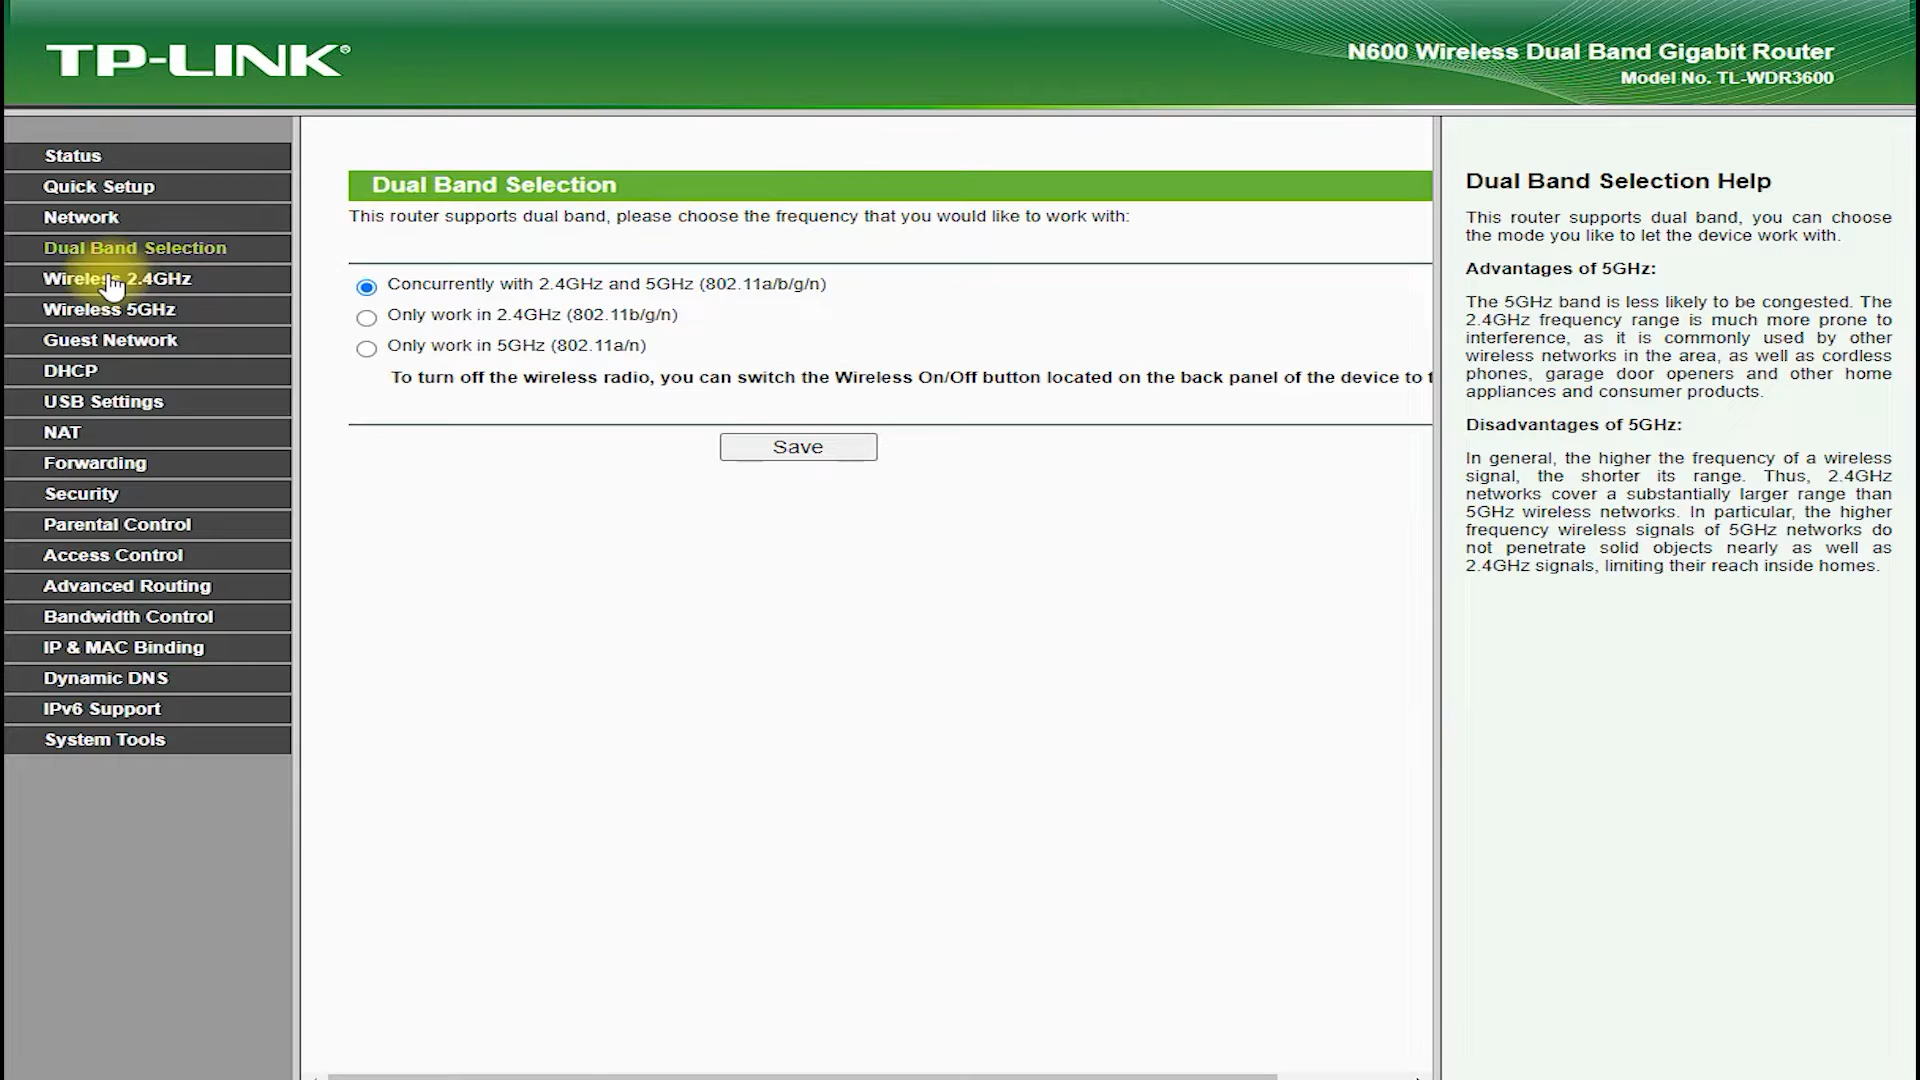 TP-LINK®
N600 Wireless Dual Band Gigabit Router
Model No. TL-WDR3600
Status
Quick Setup
Network
Dual Band Selection
Wireless 2.4GHz
Wireless 5GHz
Guest Network
DHCP
USB Settings
NAT
Forwarding
Security
Parental Control
Access Control
Advanced Routing
Bandwidth Control
IP & MAC Binding
Dynamic DNS
IPv6 Support
System Tools
Dual Band Selection
This router supports dual band, please choose the frequency that you would like to work with:
Concurrently with 2.4GHz and 5GHz (802.11a/b/g/n)
Only work in 2.4GHz (802.11b/g/n)
Only work in 5GHz (802.11a/n)
To turn off the wireless radio, you can switch the Wireless On/Off button located on the back panel of the device to
Save
Dual Band Selection Help
This router supports dual band, you can choose
the mode you like to let the device work with.
Advantages of 5GHz:
The 5GHz band is less likely to be congested. The
2.4GHz frequency range is much more prone to
interference, as it is commonly used by other
wireless networks in the area, as well as cordless
phones, garage door openers and other home
appliances and consumer products.
Disadvantages of 5GHz:
In general, the higher the frequency of a wireless
signal, the shorter its range. Thus, 2.4GHz
networks cover a substantially larger range than
5GHz wireless networks. In particular, the higher
frequency wireless signals of 5GHz networks do
not penetrate solid objects nearly as well as
2.4GHz signals, limiting their reach inside homes.